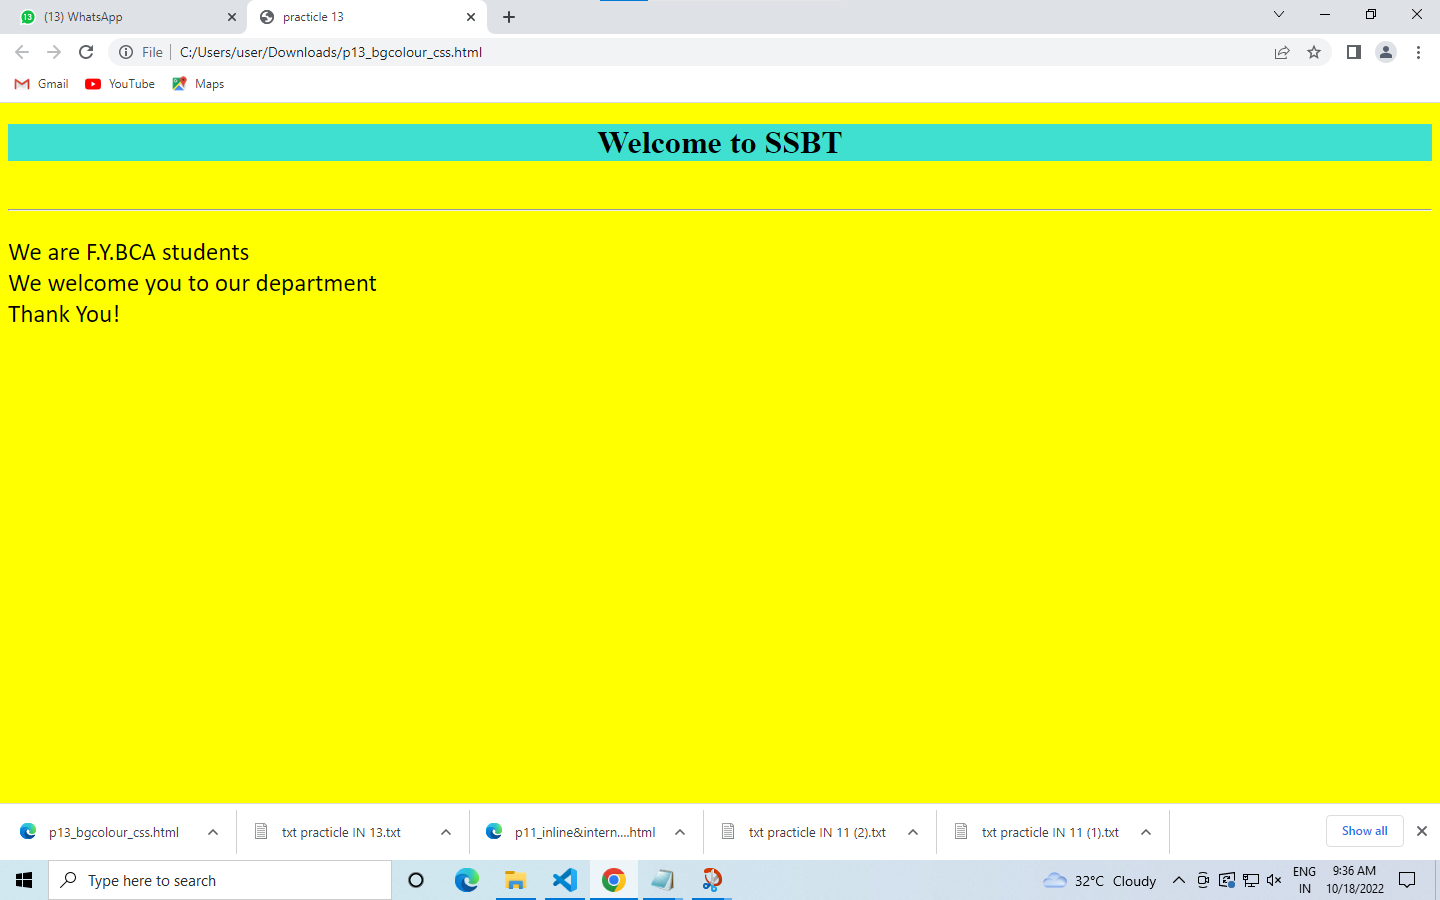 (13) WhatsApp
practicle 13
File
C:/Users/user/Downloads/p13_bgcolour_css.html
Gmail
YouTube
Maps
Welcome to SSBT
We are F.Y.BCA students
We welcome you to our department
Thank You!
p13_bgcolour_css.html
txt practicle IN 13.txt
p11_inline&intern....html
txt practicle IN 11 (2).txt
txt practicle IN 11 (1).txt
Show all
Type here to search
32°C Cloudy
ENG
IN
9:36 AM
10/18/2022